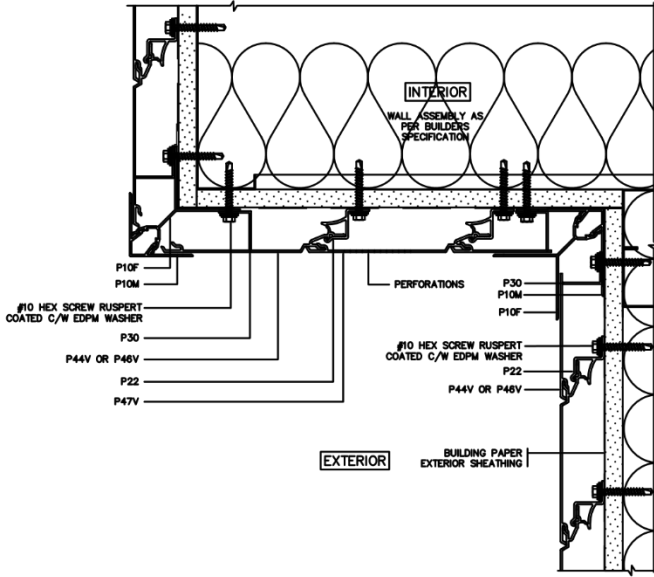 INTERIOR
WALL ASSEMBLY AS
PER BUILDERS
SPECIFICATION
P10F
P10M
#10 HEX SCREW RUSPERT
COATED C/W EDPM WASHER
P30
P44V OR P46V
P22
P47V
PERFORATIONS
P30
P10M
P10F
#10 HEX SCREW RUSPERT
COATED C/W EDPM WASHER
P22
P44V OR P46V
EXTERIOR
BUILDING PAPER
EXTERIOR SHEATHING